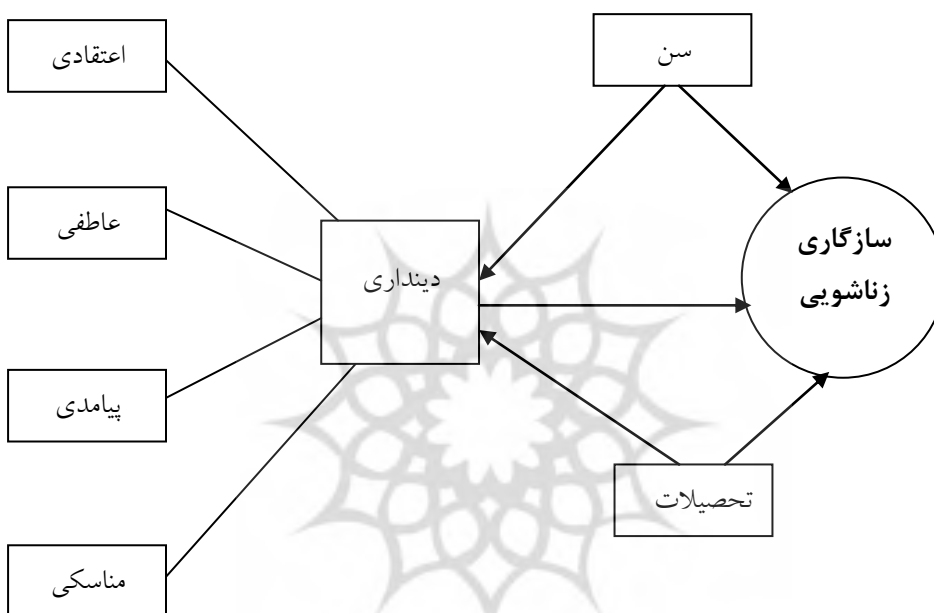 اعتقادی
سن
عاطفی
سازگاری
زناشویی
دینداری
پیامدی
تحصیلات
مناسکی